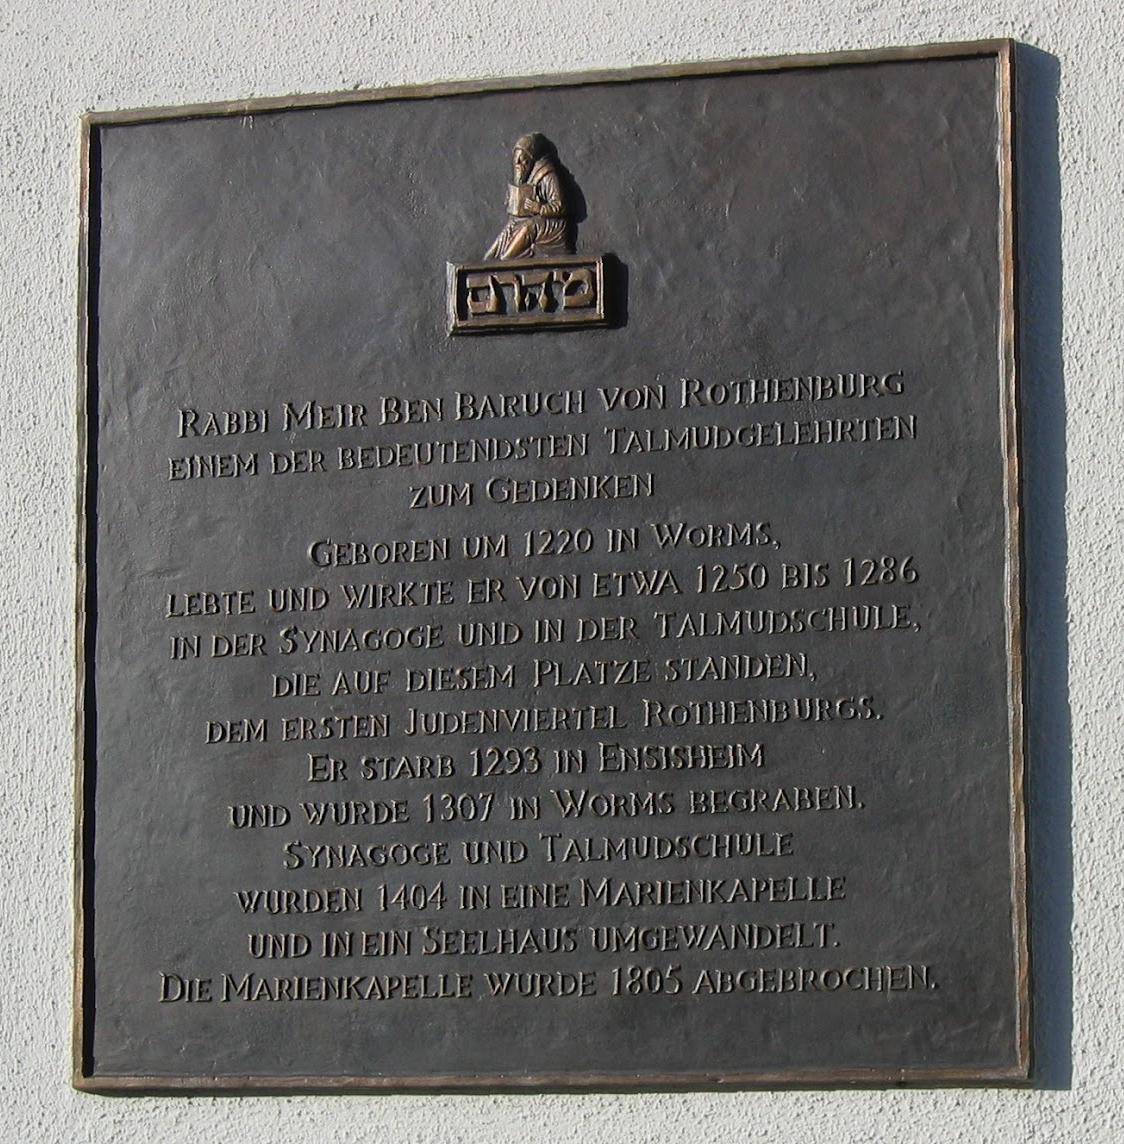 מהרם
Rabbi Meir Ben Baruch von Rothenburg
einem der bedeutendsten Talmudgelehrten
zum Gedenken
Geboren um 1220 in Worms,
lebte und wirkte er von etwa 1250 bis 1286
in der Synagoge und in der Talmudschule,
die auf diesem Platze standen,
dem ersten Judenviertel Rothenburgs.
Er starb 1293 in Ensisheim
und wurde 1307 in Worms begraben.
Synagoge und Talmudschule
wurden 1404 in eine Marienkapelle
und in ein Seelhaus umgewandelt.
Die Marienkapelle wurde 1805 abgebrochen.